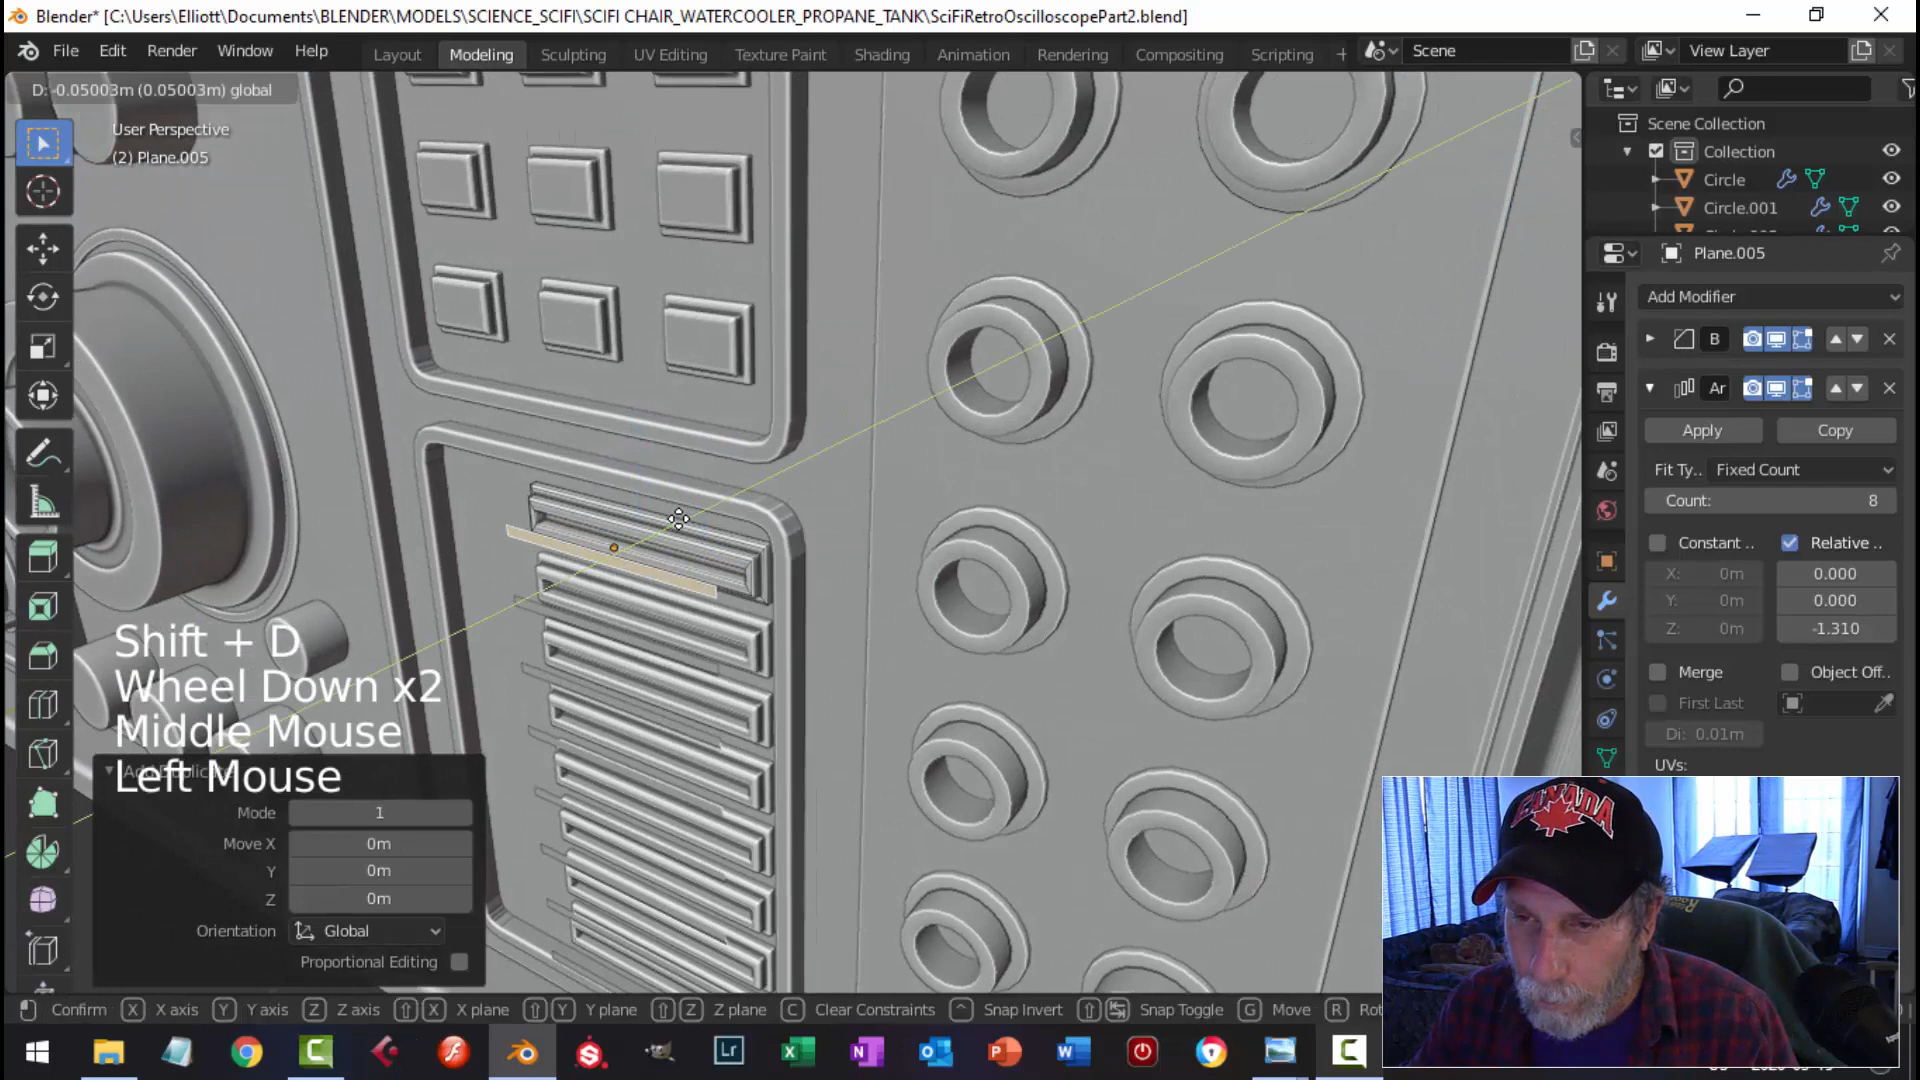 Blender* [C:\Users\Elliott\Documents\BLENDER\MODELS\SCIENCE_SCIFI\SCIFI CHAIR_WATERCOOLER_PROPANE_TANK\SciFiRetroOscilloscopePart2.blend]
File Edit Render Window Help Layout Modeling Sculpting UV Editing Texture Paint Shading Animation Rendering Compositing Scripting + Scene View Layer
D: -0.05003m (0.05003m) global
User Perspective
(2) Plane.005
Scene Collection
Collection
Circle
Circle.001
Plane.005
Add Modifier
B
Ar
Apply Copy
Fit Ty.. Fixed Count
Count: 8
Constant .. Relative ..
X: 0m 0.000
Y: 0m 0.000
Z: 0m -1.310
Merge Object Off..
First Last
Di: 0.01m
UVs:
Shift + D
Wheel Down x2
Middle Mouse
Left Mouse
Mode 1
Move X 0m
Y 0m
Z 0m
Orientation Global
Proportional Editing
Confirm X X axis Y Y axis Z Z axis X X plane Y Y plane Z Z plane C Clear Constraints Snap Invert Snap Toggle G Move R Rot
CANADA
Lr